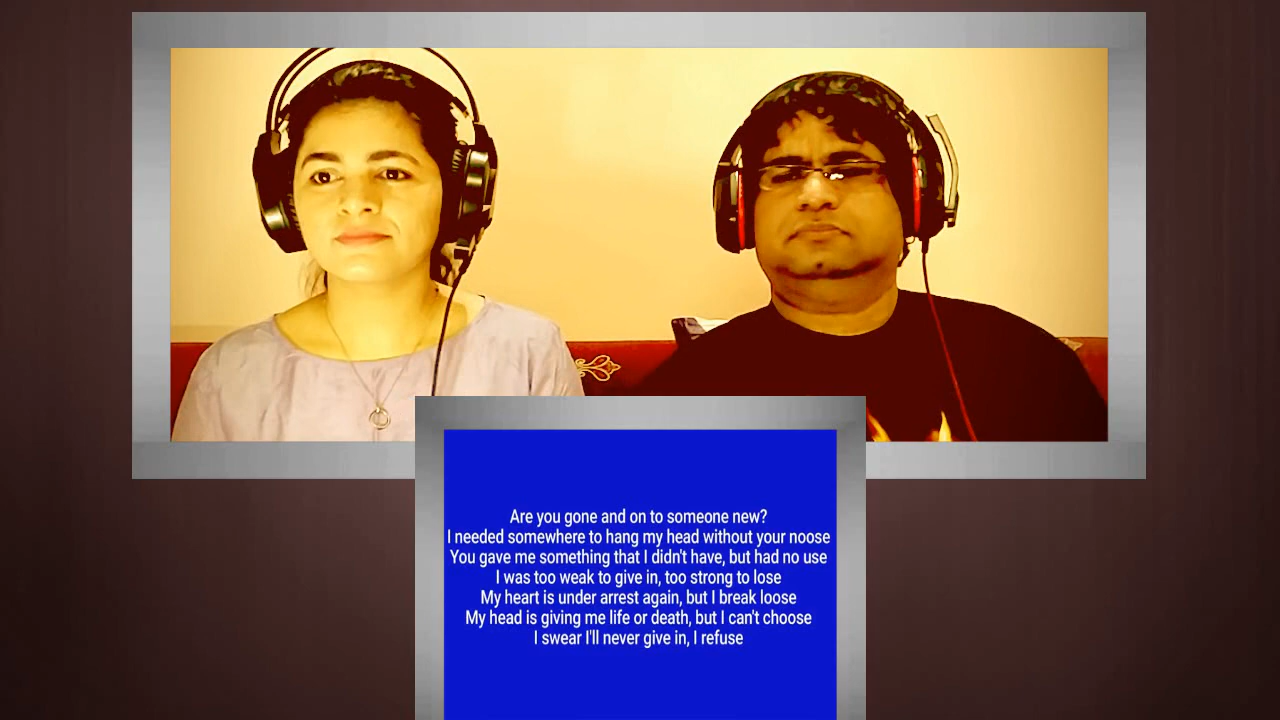 Are you gone and on to someone new?
I needed somewhere to hang my head without your noose
You gave me something that I didn't have, but had no use
I was too weak to give in, too strong to lose
My heart is under arrest again, but I break loose
My head is giving me life or death, but I can't choose
I swear I'll never give in, I refuse